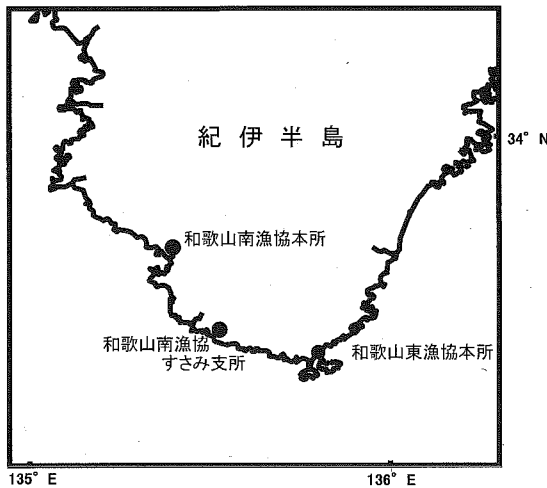 紀伊半島
34° N
和歌山南漁協本所
和歌山南漁協
すさみ支所
和歌山東漁協本所
135° E
136° E